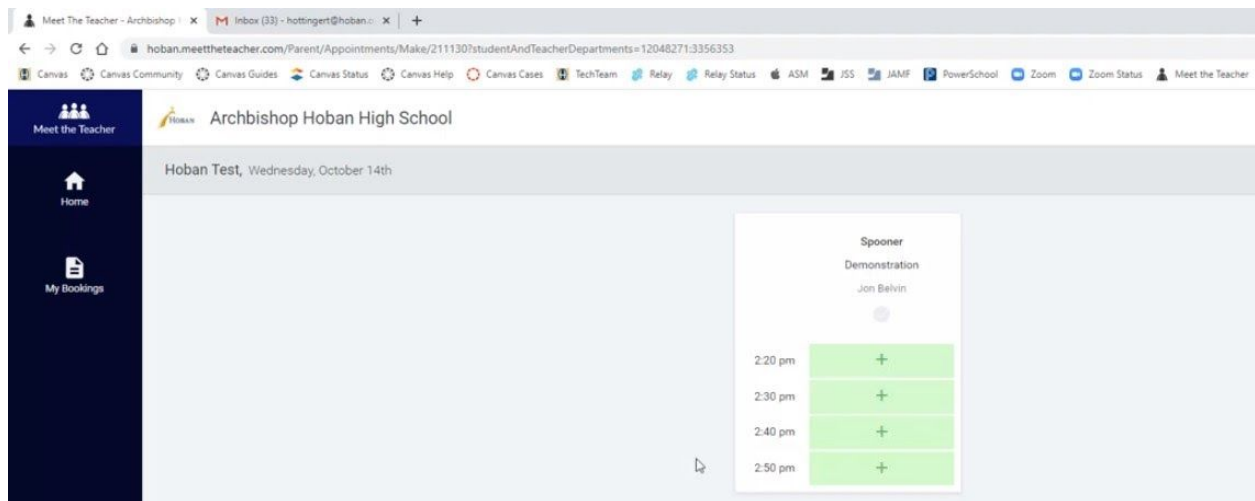 Meet The Teacher - Archbishop
Inbox (33) - hottingert@hoban.
hoban.meettheteacher.com/Parent/Appointments/Make/211130?studentAndTeacherDepartments=12048271:3356353
Canvas Canvas Community Canvas Guides Canvas Status Canvas Help Canvas Cases TechTeam Relay Relay Status ASM JSS JAMF PowerSchool Zoom Zoom Status Meet the Teacher
Meet the Teacher
HOBAN Archbishop Hoban High School
Hoban Test, Wednesday, October 14th
Home
My Bookings
Spooner
Demonstration
Jon Belvin
2:20 pm +
2:30 pm +
2:40 pm +
2:50 pm +